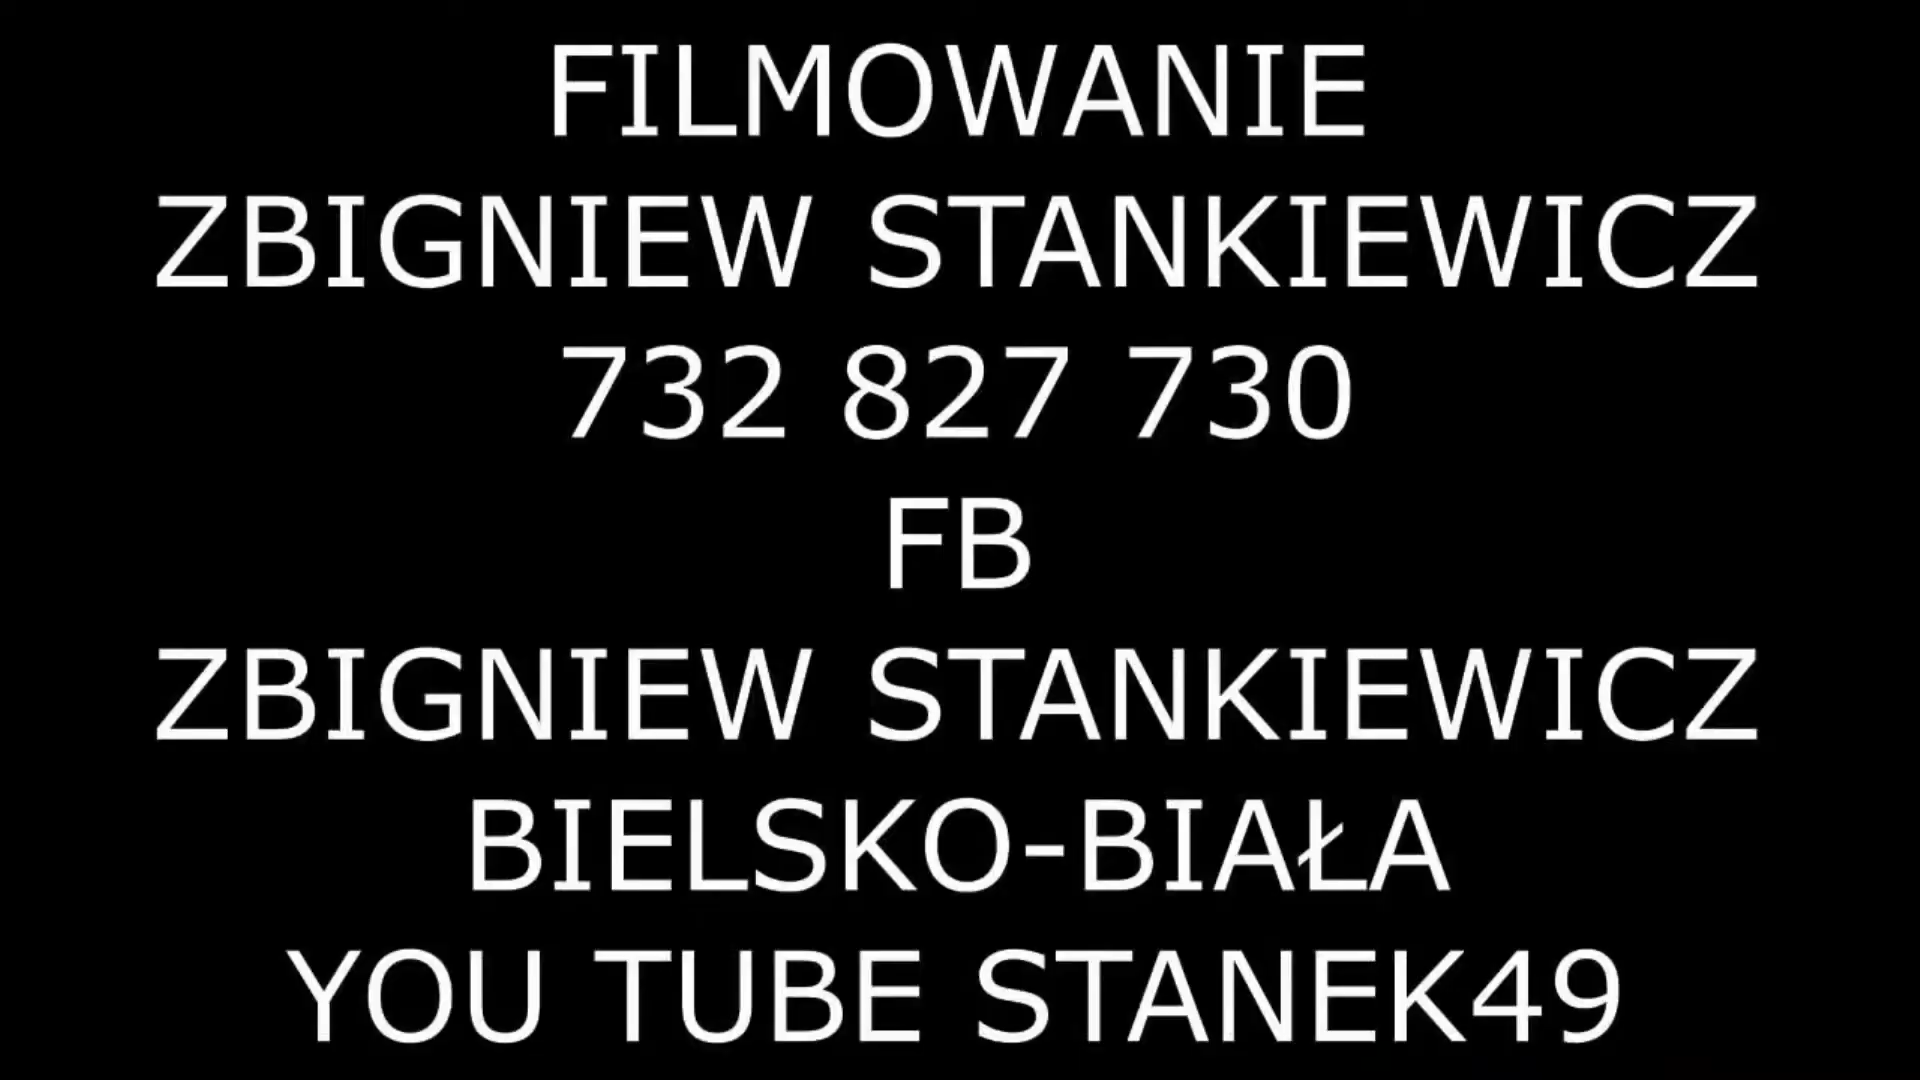 FILMOWANIE
ZBIGNIEW STANKIEWICZ
732 827 730
FB
ZBIGNIEW STANKIEWICZ
BIELSKO-BIAŁA
YOU TUBE STANEK49